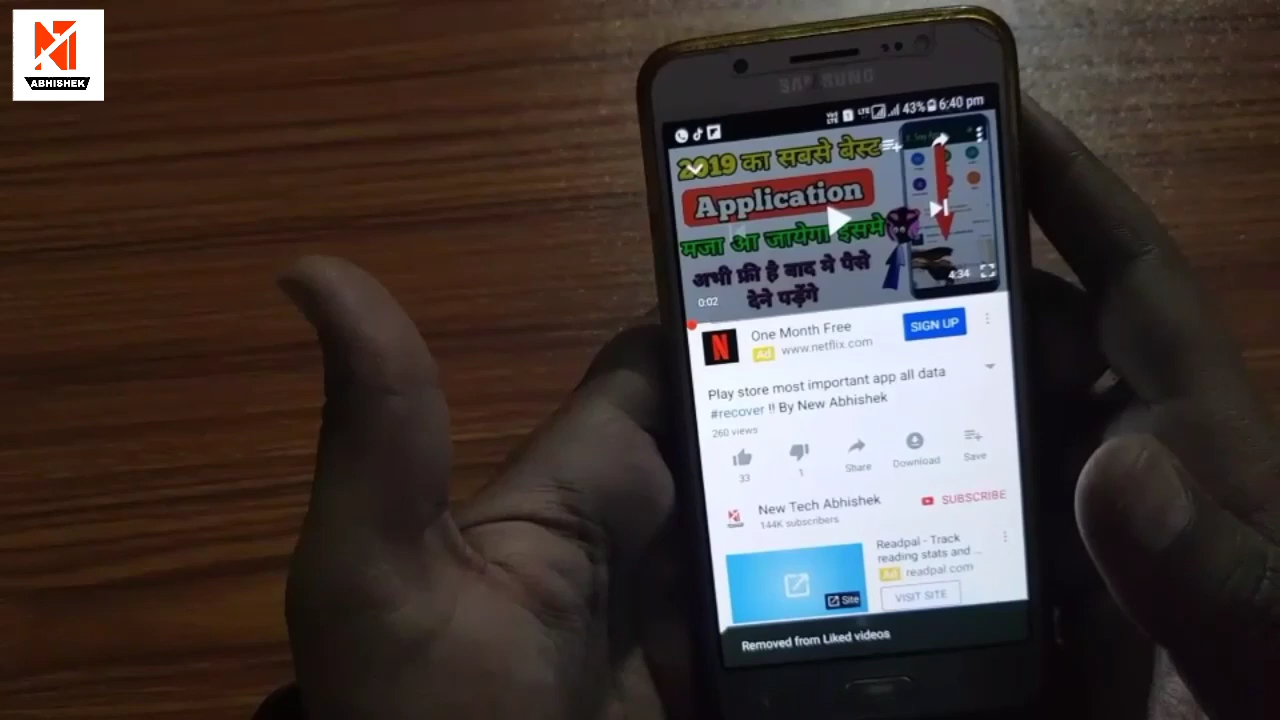 ABHISHEK
SAMSUNG
LTE 43% 6:40 pm
2019 का सबसे बेस्ट
Application
मजा आ जायेगा इसमे
अभी फ्री है बाद मे पैसे
देने पड़ेंगे
4:34
0:02
One Month Free
SIGN UP
Ad www.netflix.com
Play store most important app all data
#recover !! By New Abhishek
260 views
33
1
Share
Download
Save
New Tech Abhishek
SUBSCRIBE
144K subscribers
Readpal - Track
reading stats and ...
Ad readpal.com
Site
VISIT SITE
Removed from Liked videos